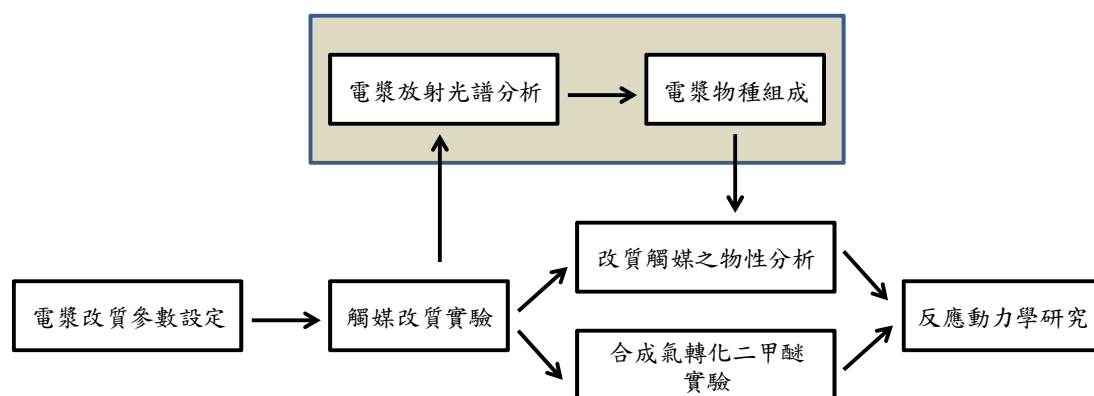 電漿放射光譜分析
電漿物種組成
改質觸媒之物性分析
電漿改質參數設定
觸媒改質實驗
反應動力學研究
合成氣轉化二甲醚
實驗